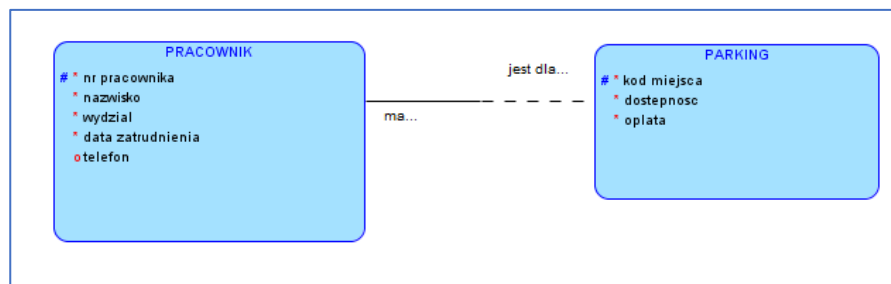 PRACOWNIK
# * nr pracownika
* nazwisko
* wydzial
* data zatrudnienia
o telefon
ma...
jest dla...
PARKING
# * kod miejsca
* dostepnosc
* oplata